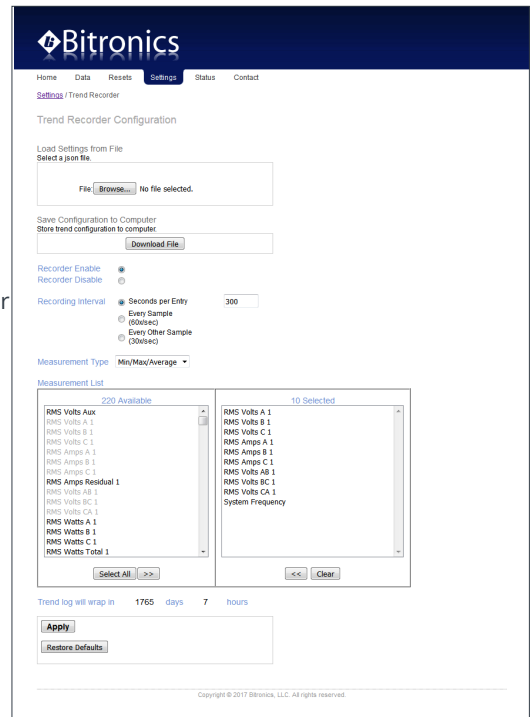 Bitronics
Home Data Resets Settings Status Contact
Settings / Trend Recorder
Trend Recorder Configuration
Load Settings from File
Select a json file.
File: Browse... No file selected.
Save Configuration to Computer
Store trend configuration to computer.
Download File
Recorder Enable
Recorder Disable
r
Recording Interval Seconds per Entry 300
Every Sample
(60x/sec)
Every Other Sample
(30x/sec)
Measurement Type Min/Max/Average
Measurement List
220 Available
RMS Volts Aux
RMS Volts A 1
RMS Volts B 1
RMS Volts C 1
RMS Amps A 1
RMS Amps B 1
RMS Amps C 1
RMS Amps Residual 1
RMS Volts AB 1
RMS Volts BC 1
RMS Volts CA 1
RMS Watts A 1
RMS Watts B 1
RMS Watts C 1
RMS Watts Total 1
Select All >>
10 Selected
RMS Volts A 1
RMS Volts B 1
RMS Volts C 1
RMS Amps A 1
RMS Amps B 1
RMS Amps C 1
RMS Volts AB 1
RMS Volts BC 1
RMS Volts CA 1
System Frequency
<< Clear
Trend log will wrap in 1765 days 7 hours
Apply
Restore Defaults
Copyright © 2017 Bitronics, LLC. All rights reserved.